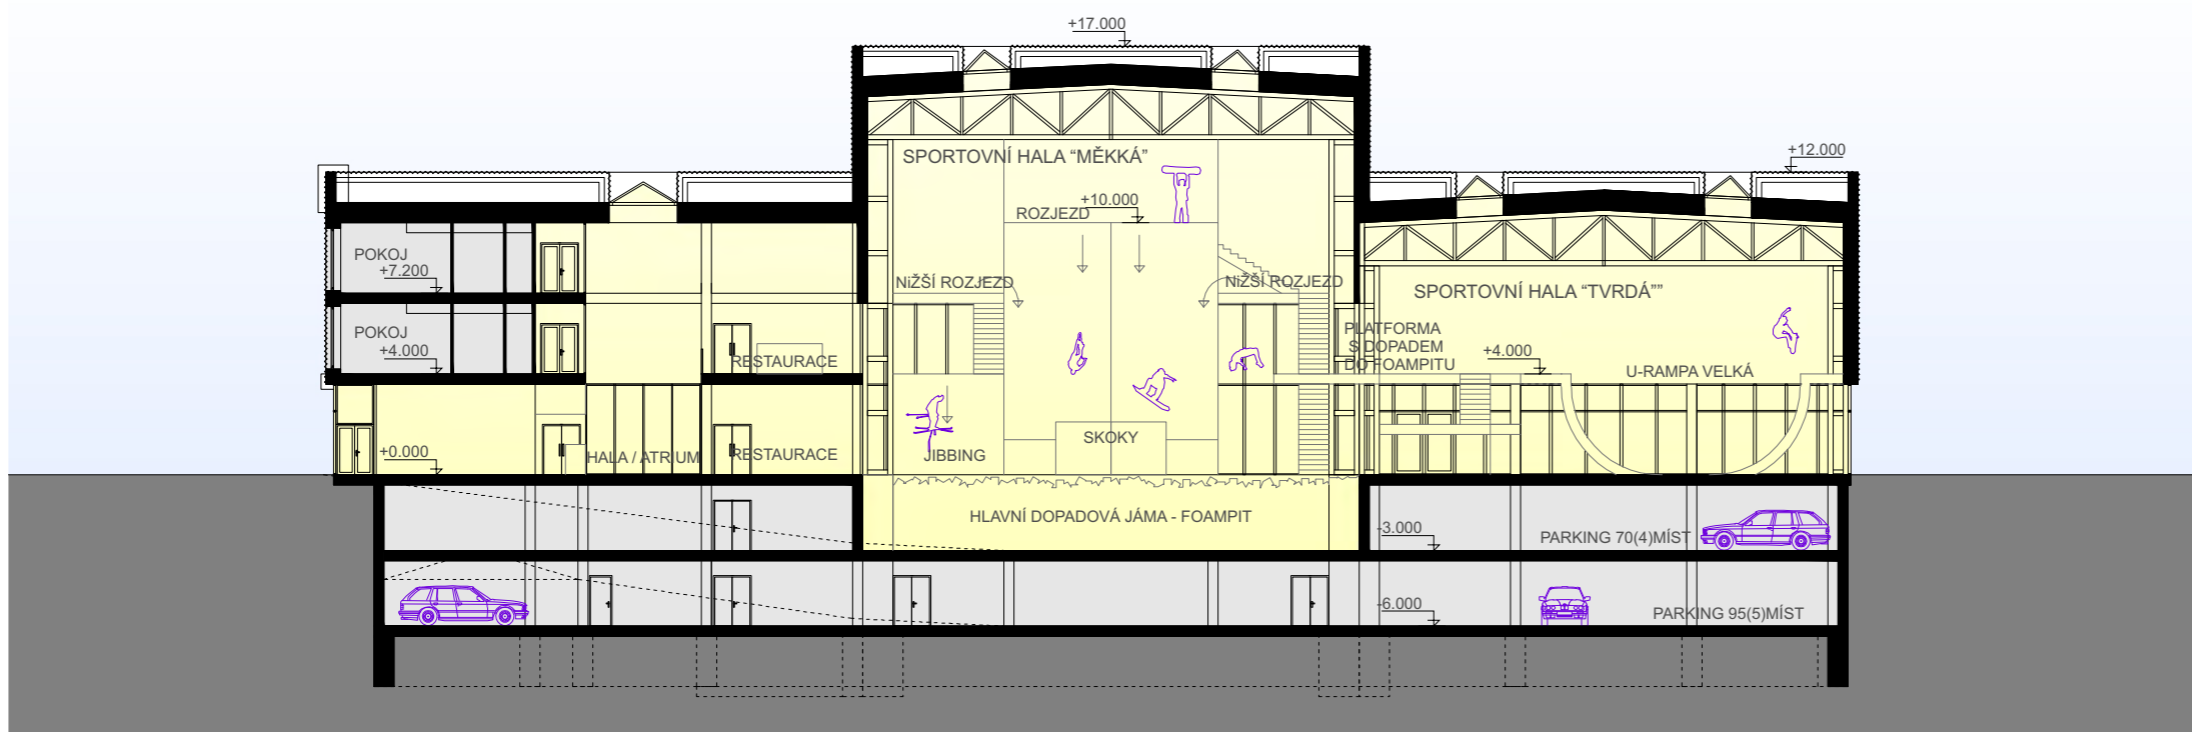 +17.000
+12.000
SPORTOVNÍ HALA “MĚKKÁ”
+10.000
ROZJEZD
POKOJ
+7.200
NiŽŠÍ ROZJEZD
NiŽŠÍ ROZJEZD
SPORTOVNÍ HALA “TVRDÁ””
POKOJ
+4.000
RESTAURACE
PLATFORMA
S DOPADEM
DO FOAMPITU
+4.000
U-RAMPA VELKÁ
+0.000
HALA / ATRIUM
RESTAURACE
JIBBING
SKOKY
HLAVNÍ DOPADOVÁ JÁMA - FOAMPIT
-3.000
PARKING 70(4)MÍST
-6.000
PARKING 95(5)MÍST